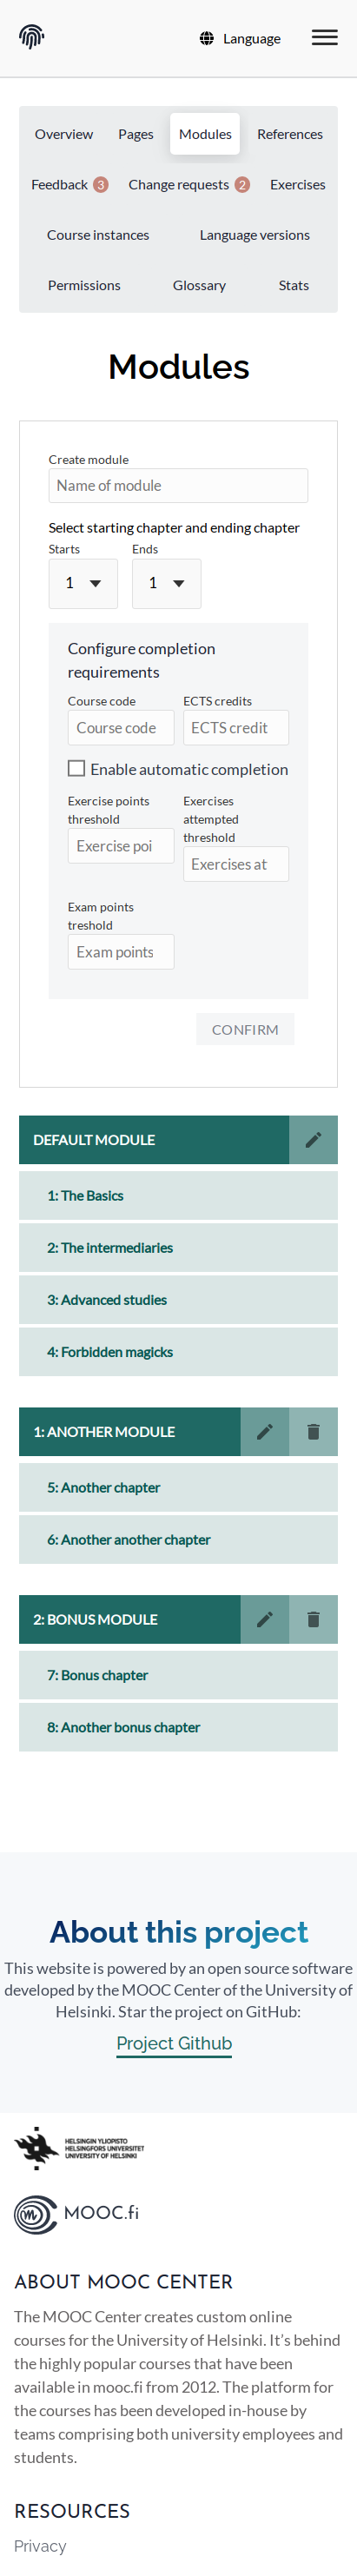 Language
Overview Pages Modules References
Feedback 3 Change requests 2 Exercises
Course instances Language versions
Permissions Glossary Stats
Modules
Create module
Name of module
Select starting chapter and ending chapter
Starts Ends
1 1
Configure completion
requirements
Course code ECTS credits
Course code ECTS credit
Enable automatic completion
Exercise points
threshold
Exercise poi
Exercises
attempted
threshold
Exercises at
Exam points
treshold
Exam points
CONFIRM
DEFAULT MODULE
1: The Basics
2: The intermediaries
3: Advanced studies
4: Forbidden magicks
1: ANOTHER MODULE
5: Another chapter
6: Another another chapter
2: BONUS MODULE
7: Bonus chapter
8: Another bonus chapter
About this project
This website is powered by an open source software
developed by the MOOC Center of the University of
Helsinki. Star the project on GitHub:
Project Github
HELSINGIN YLIOPISTO
HELSINGFORS UNIVERSITET
UNIVERSITY OF HELSINKI
MOOC.fi
ABOUT MOOC CENTER
The MOOC Center creates custom online
courses for the University of Helsinki. It's behind
the highly popular courses that have been
available in mooc.fi from 2012. The platform for
the courses has been developed in-house by
teams comprising both university employees and
students.
RESOURCES
Privacy